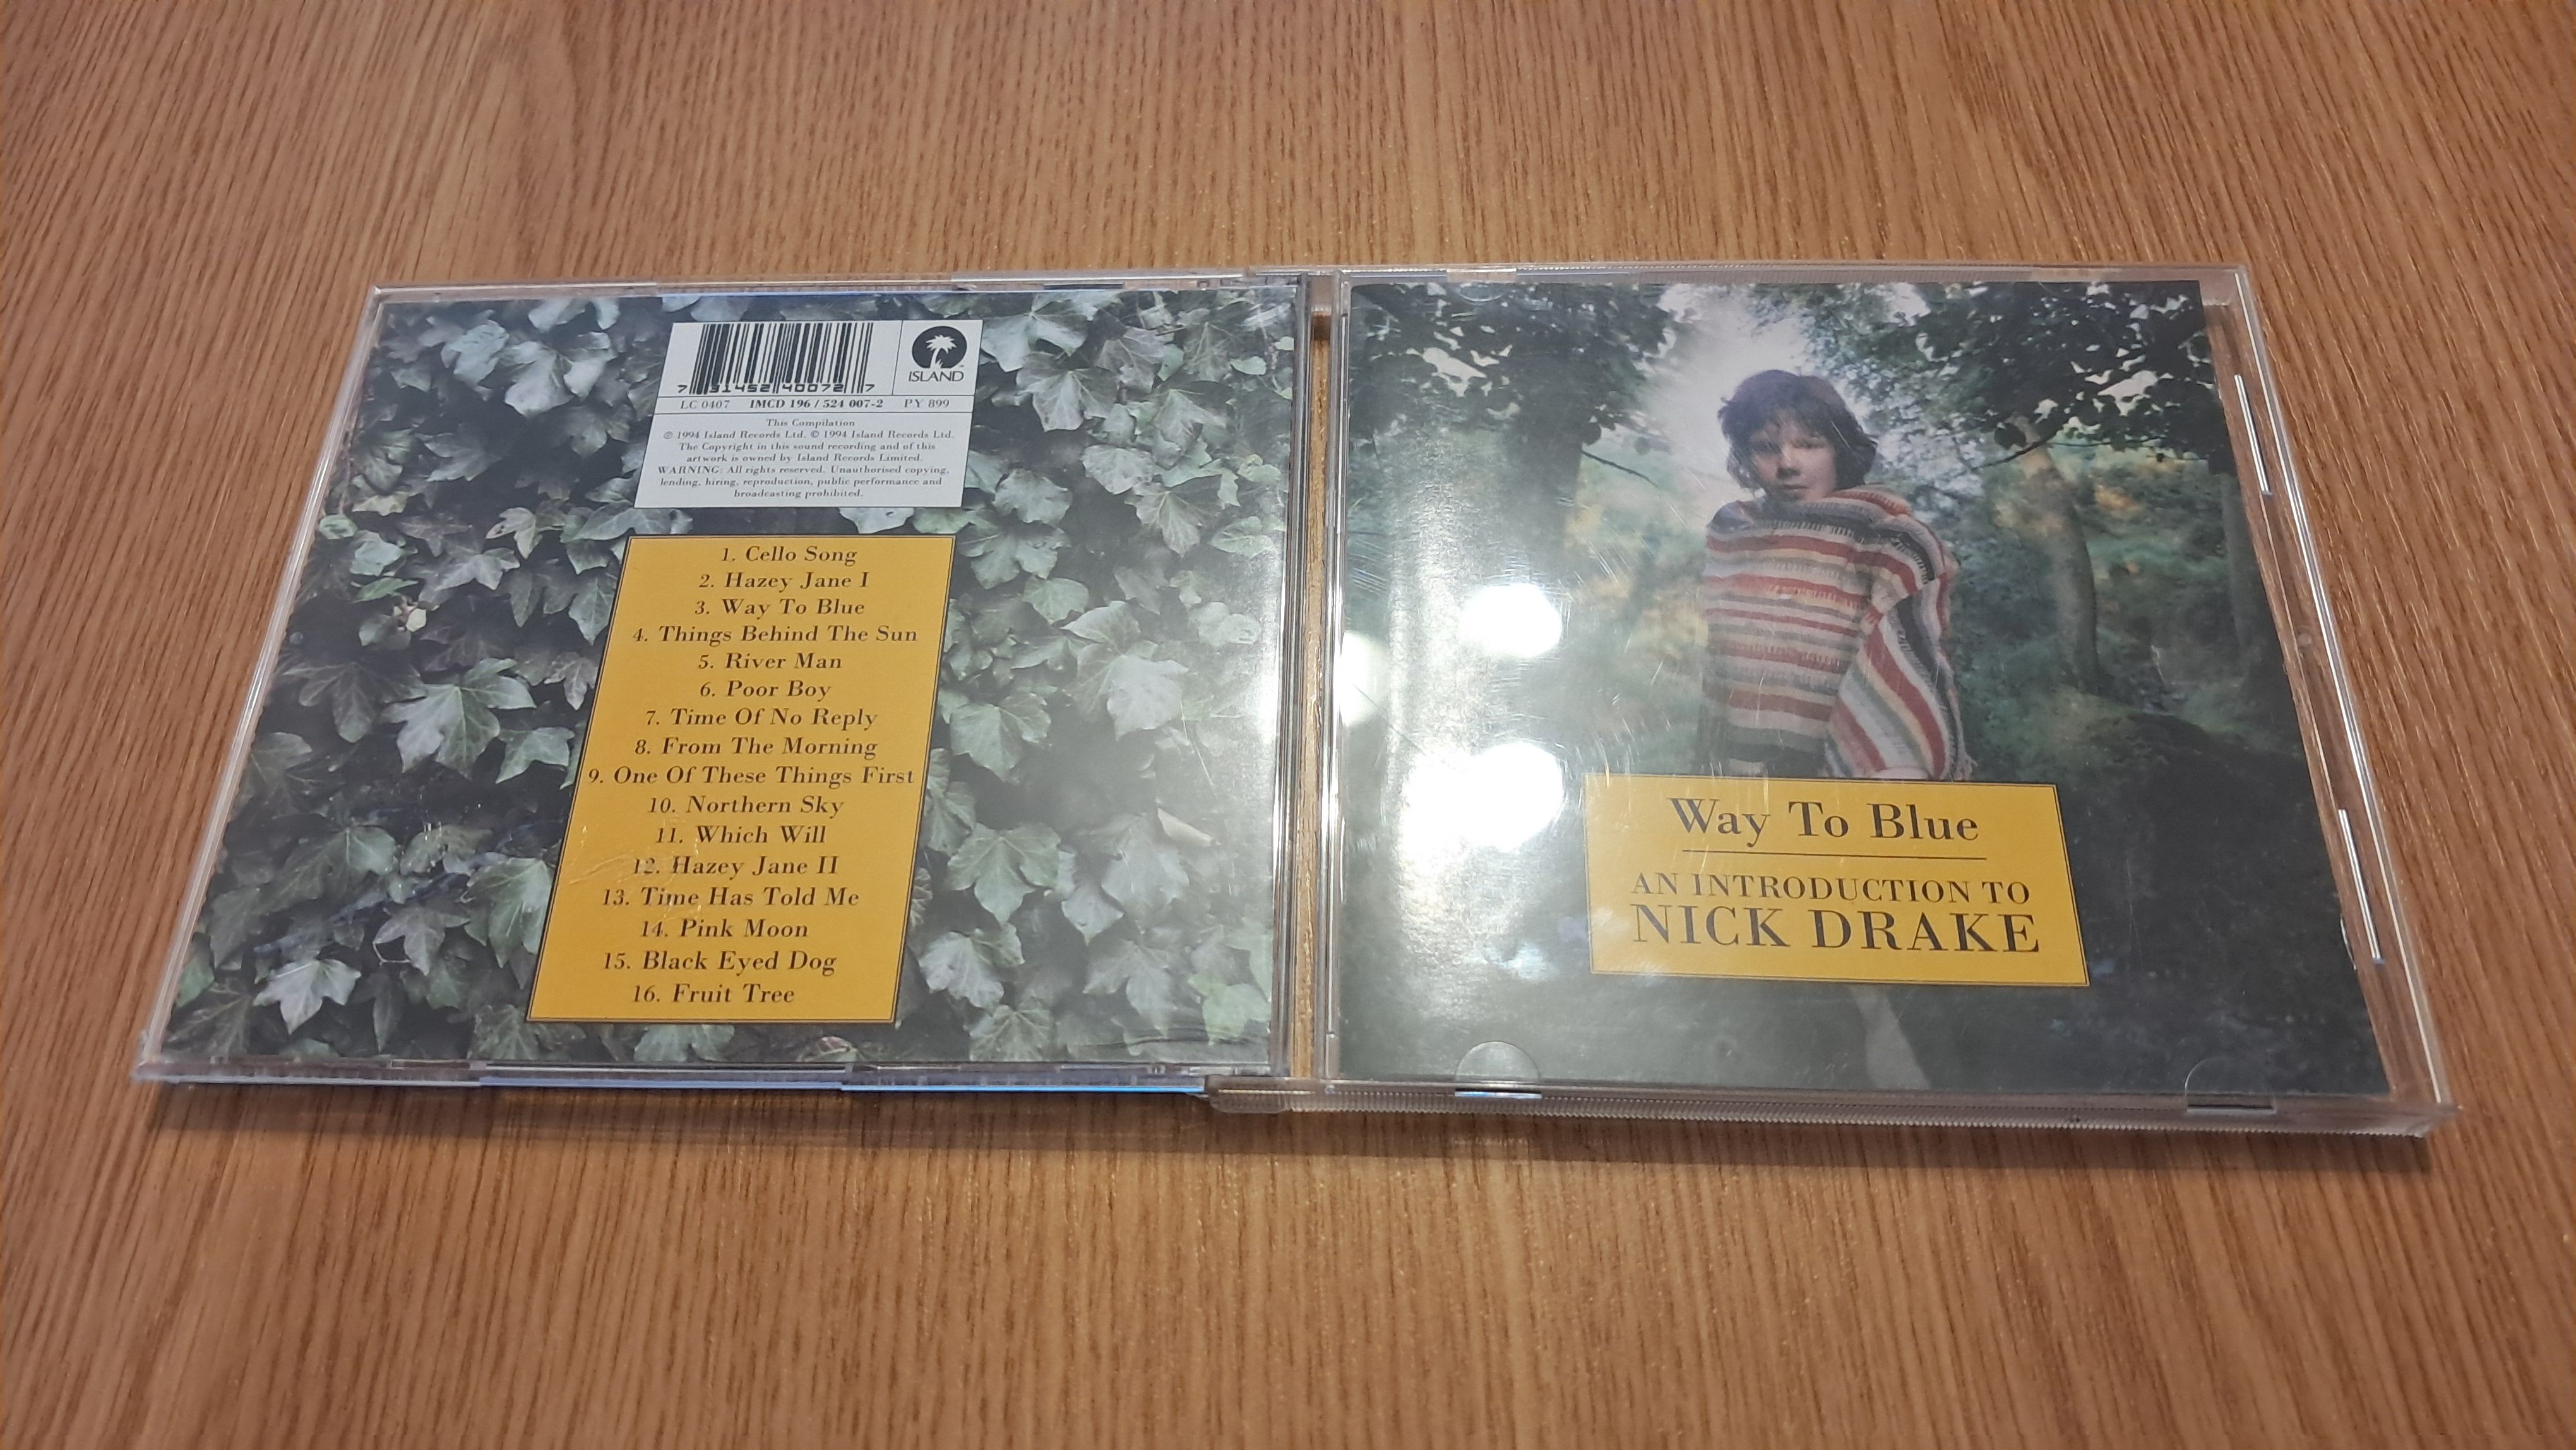 7 31452 40072 7
ISLAND
LC 0407 IMCD 196 / 524 007-2 PY 899
This Compilation
℗ 1994 Island Records Ltd. © 1994 Island Records Ltd.
The Copyright in this sound recording and of this
artwork is owned by Island Records Limited.
WARNING: All rights reserved. Unauthorised copying,
lending, hiring, reproduction, public performance and
broadcasting prohibited.
1. Cello Song
2. Hazey Jane I
3. Way To Blue
4. Things Behind The Sun
5. River Man
6. Poor Boy
7. Time Of No Reply
8. From The Morning
9. One Of These Things First
10. Northern Sky
11. Which Will
12. Hazey Jane II
13. Time Has Told Me
14. Pink Moon
15. Black Eyed Dog
16. Fruit Tree
Way To Blue
AN INTRODUCTION TO
NICK DRAKE